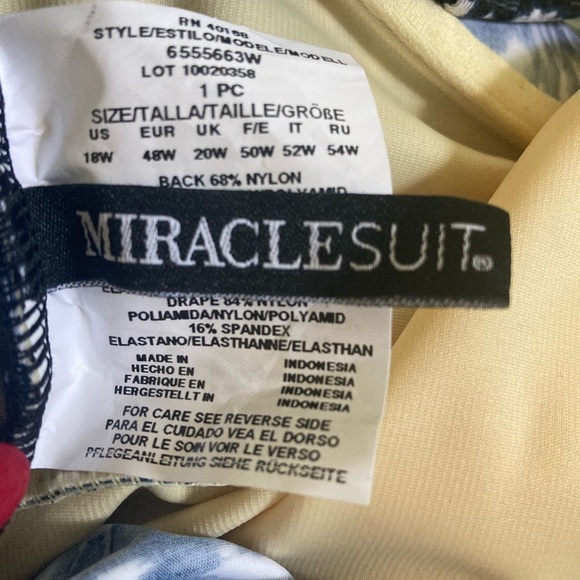 RN 40168
STYLE/ESTILO/MODELE/MODELL
6555663W
LOT 10020358
1 PC
SIZE/TALLA/TAILLE/GRÖßE
US EUR UK F/E IT RU
18W 48W 20W 50W 52W 54W
BACK 68% NYLON
MIRACLESUIT®
DRAPE 84% NYLON
POLIAMIDA/NYLON/POLYAMID
16% SPANDEX
ELASTANO/ELASTHANNE/ELASTHAN
MADE IN INDONESIA
HECHO EN INDONESIA
FABRIQUE EN INDONESIA
HERGESTELLT IN INDONESIA
FOR CARE SEE REVERSE SIDE
PARA EL CUIDADO VEA EL DORSO
POUR LE SOIN VOIR LE VERSO
PFLEGEANLEITUNG SIEHE RÜCKSEITE